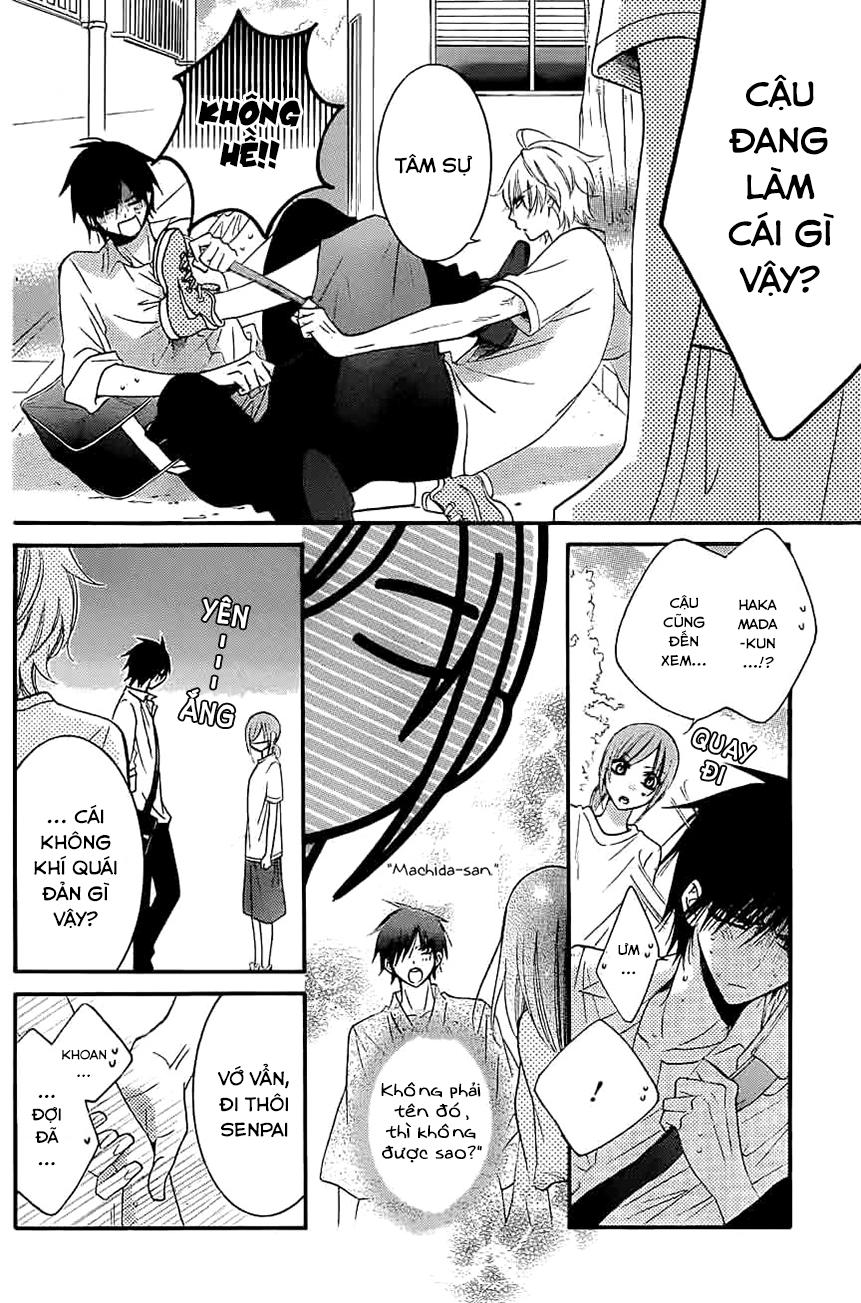 CẬU
ĐANG
LÀM
CÁI GÌ
VẬY?
TÂM SỰ
KHÔNG
HỀ!!
HAKA
MADA
-KUN
...!?
CẬU
CŨNG
ĐẾN
XEM...
QUAY
ĐI
ƯM
...
!
"Machida-san."
Không phải
tên đó,
thì không
được sao?"
YÊN
ẮNG
... CÁI
KHÔNG
KHÍ QUÁI
ĐẢN GÌ
VẬY?
VỚ VẨN,
ĐI THÔI
SENPAI
KHOAN
...
...
ĐỢI
ĐÃ
...